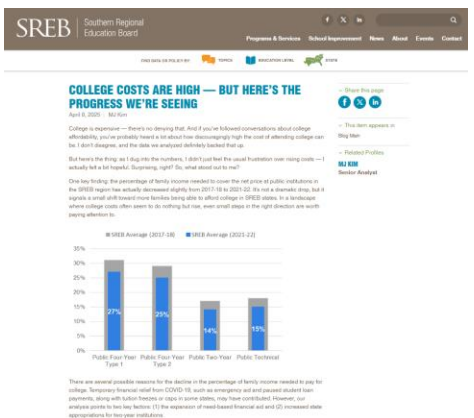 SREB
Southern Regional
Education Board
Programs & Services School Improvement News About Events Contact
FIND DATA OR POLICY BY TOPICS EDUCATION LEVEL STATE
COLLEGE COSTS ARE HIGH — BUT HERE'S THE
PROGRESS WE'RE SEEING
April 8, 2025 | MJ Kim
College is expensive — there's no denying that. And if you've followed conversations about college
affordability, you've probably heard a lot about how discouragingly high the cost of attending college can
be. I don't disagree, and the data we analyzed definitely backed that up.
But here's the thing: as I dug into the numbers, I didn't just feel the usual frustration over rising costs — I
actually felt a bit hopeful. Surprising, right? So, what stood out to me?
One key finding: the percentage of family income needed to cover the net price at public institutions in
the SREB region has actually decreased slightly from 2017-18 to 2021-22. It's not a dramatic drop, but it
signals a small shift toward more families being able to afford college in SREB states. In a landscape
where college costs often seem to do nothing but rise, even small steps in the right direction are worth
paying attention to.
Share this page
This item appears in
Blog item
Related Profiles
MJ KIM
Senior Analyst
SREB Average (2017-18) SREB Average (2021-22)
35%
30%
25%
20%
15%
10%
5%
0%
27% 25% 14% 15%
Public Four-Year Public Four-Year Public Two-Year Public Technical
Type 1 Type 2
There are several possible reasons for the decline in the percentage of family income needed to pay for
college. Temporary financial relief from COVID-19, such as emergency aid and paused student loan
payments, along with tuition freezes or caps in some states, may have contributed. However, our
analysis points to two key factors: (1) the expansion of need-based financial aid and (2) increased state
appropriations for two-year institutions.